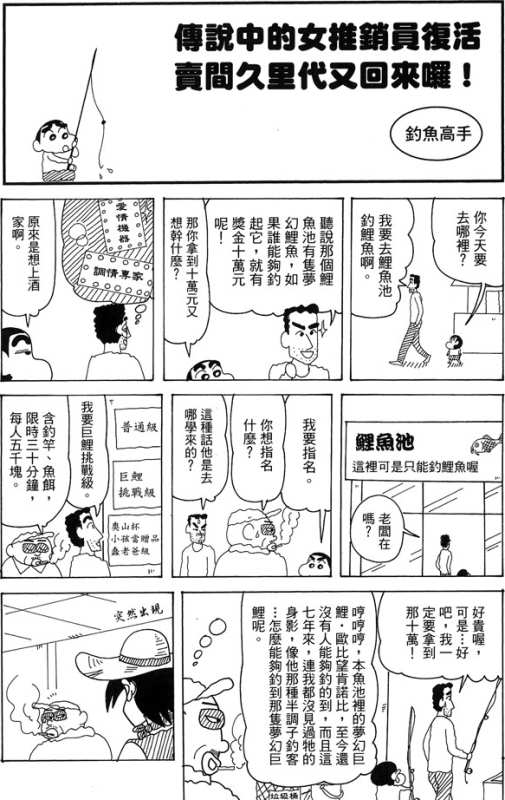 傳說中的女推銷員復活
賣間久里代又回來囉！
釣魚高手
你今天要
去哪裡？
我要去鯉魚池
釣鯉魚啊。
聽說那個鯉
魚池有隻夢
幻鯉魚，如
果誰能夠釣
起它，就有
獎金十萬元
呢！
那你拿到十萬元又
想幹什麼？
愛情
機器
調情專家
原來是想上酒
家啊。
鯉魚池
這裡可是只能釣鯉魚喔
老闆在
嗎？
我要指名。
你想指名
什麼？
這種話他是去
哪學來的？
普通級
巨鯉
挑戰級
奧山杯
小孩當贈品
蠢老爸級
我要巨鯉挑戰級。
含釣竿、魚餌，
限時三十分鐘，
每人五千塊。
好貴喔，
可是…好
吧，我一
定要拿到
那十萬！
哼哼哼，本魚池裡的夢幻巨
鯉．歐比望肯諾比，至今還
沒有人能夠釣的到，而且這
七年來，連我都沒見過牠的
身影，像他那種半調子釣客
…怎麼能夠釣到那隻夢幻巨
鯉呢。
垃圾桶
突然出現